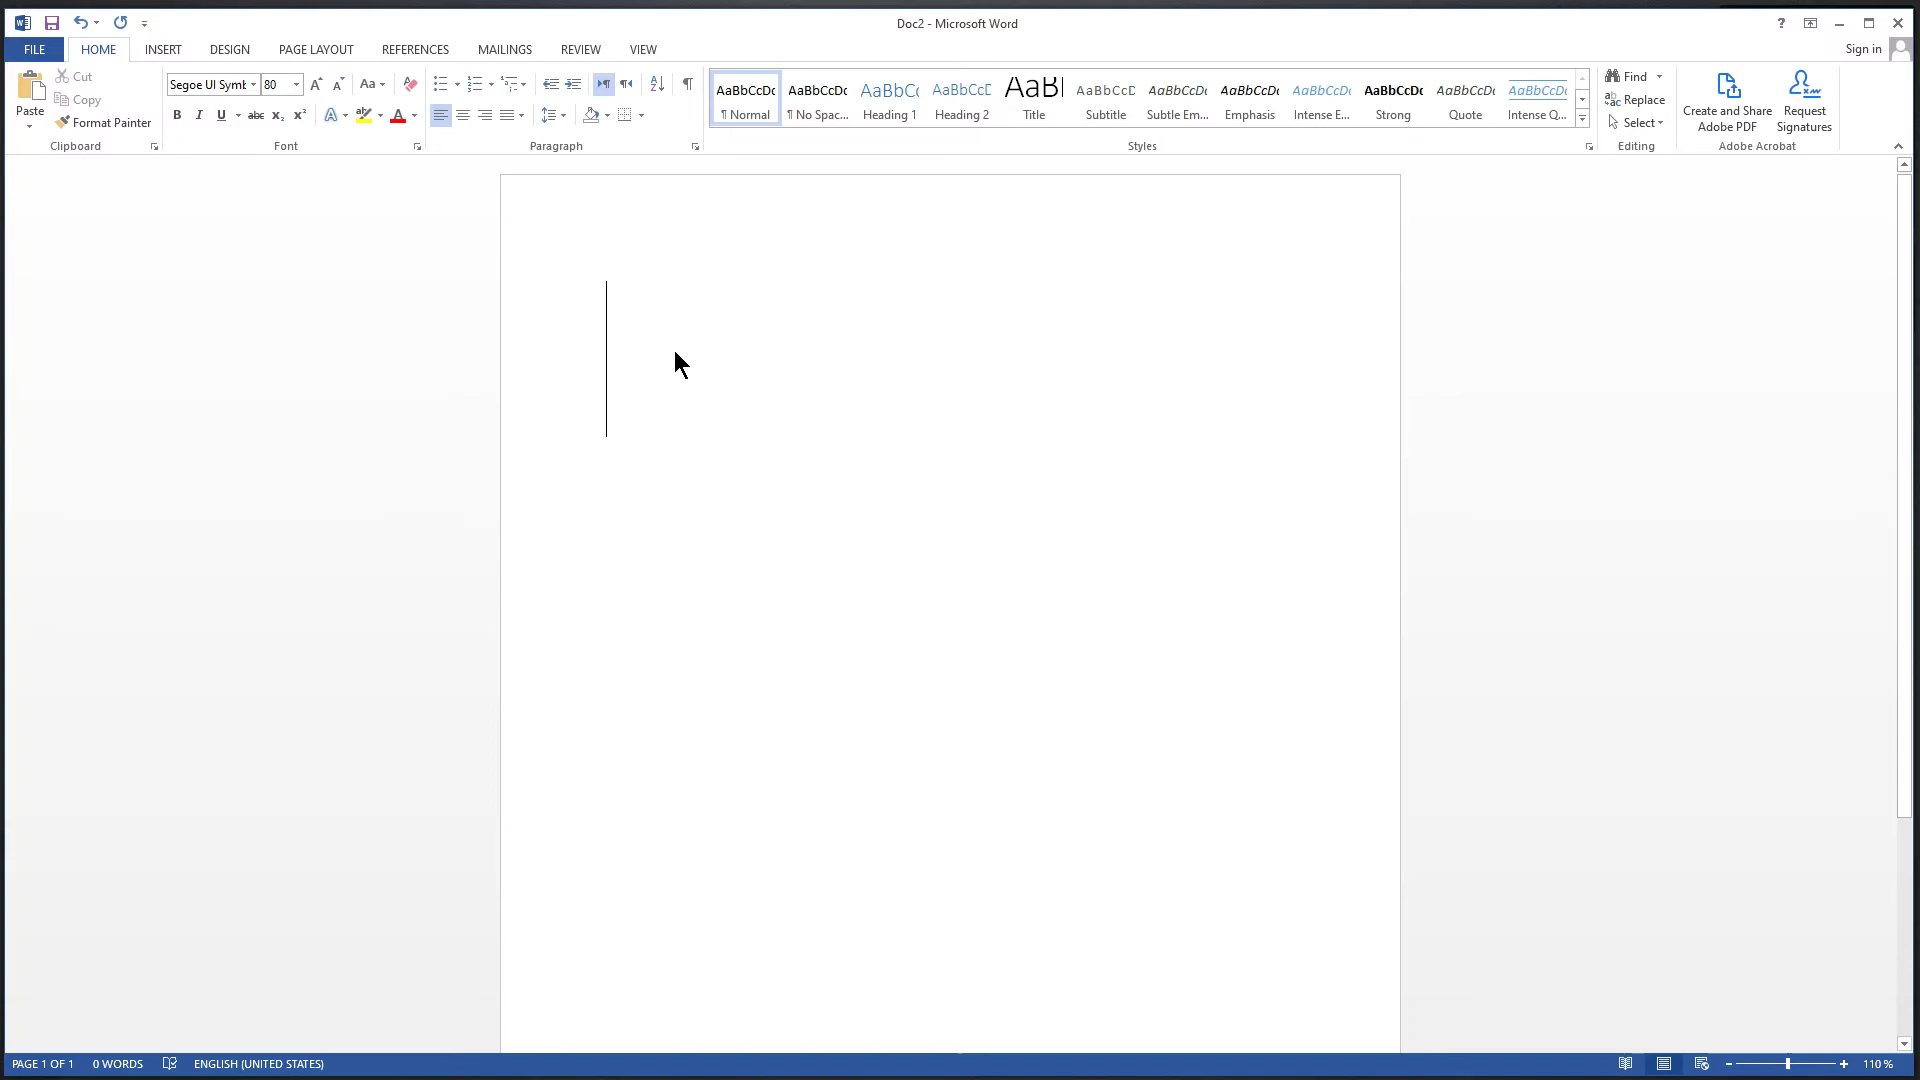 Doc2 - Microsoft Word
Sign in
FILE HOME INSERT DESIGN PAGE LAYOUT REFERENCES MAILINGS REVIEW VIEW
Paste
Cut
Copy
Format Painter
Clipboard
Segoe UI Symb 80
Font
Paragraph
AaBbCcDc AaBbCcDc AaBbCc AaBbCcD AaBl AaBbCcD AaBbCcDc AaBbCcDc AaBbCcDc AaBbCcDc AaBbCcDc AaBbCcDc
¶ Normal ¶ No Spac... Heading 1 Heading 2 Title Subtitle Subtle Em... Emphasis Intense E... Strong Quote Intense Q...
Styles
Find
Replace
Select
Editing
Create and Share
Adobe PDF
Request
Signatures
Adobe Acrobat
PAGE 1 OF 1 0 WORDS ENGLISH (UNITED STATES) 110 %